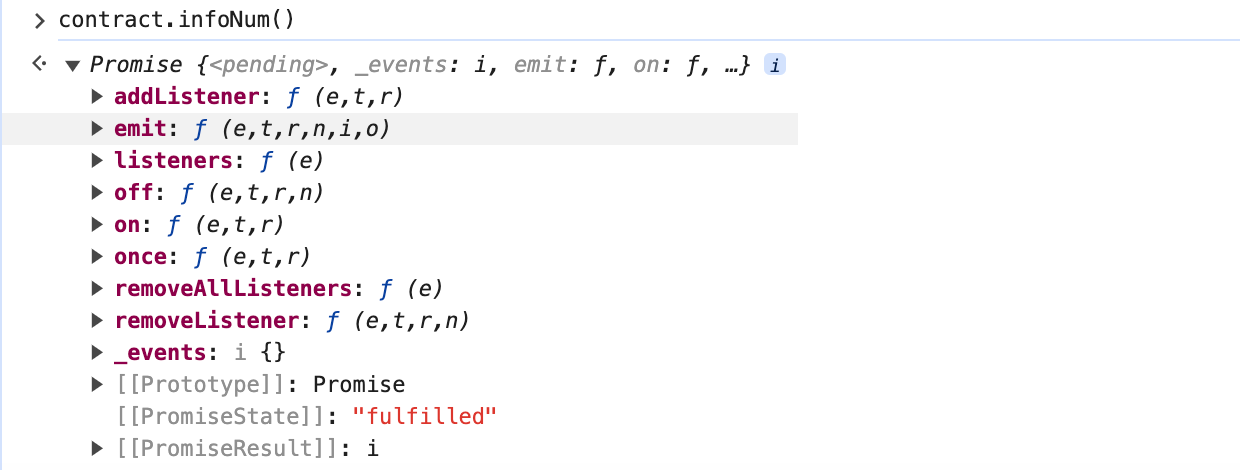 contract.infoNum()
Promise {<pending>, _events: i, emit: ƒ, on: ƒ, …} i
addListener: ƒ (e,t,r)
emit: ƒ (e,t,r,n,i,o)
listeners: ƒ (e)
off: ƒ (e,t,r,n)
on: ƒ (e,t,r)
once: ƒ (e,t,r)
removeAllListeners: ƒ (e)
removeListener: ƒ (e,t,r,n)
_events: i {}
[[Prototype]]: Promise
[[PromiseState]]: "fulfilled"
[[PromiseResult]]: i